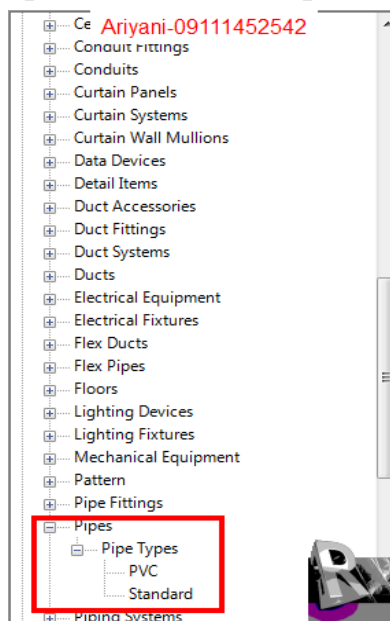 Ce
Ariyani-09111452542
Conduit Fittings
Conduits
Curtain Panels
Curtain Systems
Curtain Wall Mullions
Data Devices
Detail Items
Duct Accessories
Duct Fittings
Duct Systems
Ducts
Electrical Equipment
Electrical Fixtures
Flex Ducts
Flex Pipes
Floors
Lighting Devices
Lighting Fixtures
Mechanical Equipment
Pattern
Pipe Fittings
Pipes
Pipe Types
PVC
Standard
Piping Systems